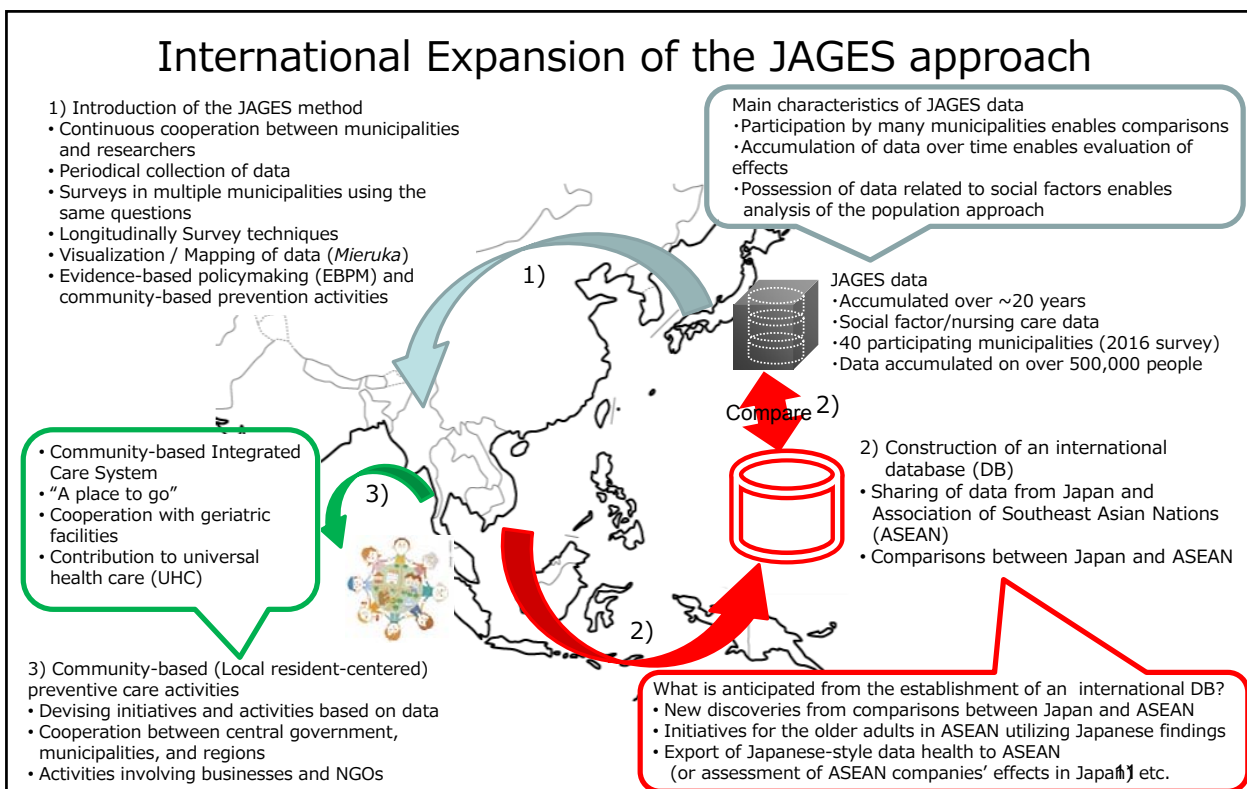 International Expansion of the JAGES approach
1) Introduction of the JAGES method
• Continuous cooperation between municipalities
and researchers
• Periodical collection of data
• Surveys in multiple municipalities using the
same questions
• Longitudinally Survey techniques
• Visualization / Mapping of data (Mieruka)
• Evidence-based policymaking (EBPM) and
community-based prevention activities
Main characteristics of JAGES data
・Participation by many municipalities enables comparisons
・Accumulation of data over time enables evaluation of
effects
・Possession of data related to social factors enables
analysis of the population approach
1)
JAGES data
・Accumulated over ~20 years
・Social factor/nursing care data
・40 participating municipalities (2016 survey)
・Data accumulated on over 500,000 people
Compare 2)
2) Construction of an international
database (DB)
• Sharing of data from Japan and
Association of Southeast Asian Nations
(ASEAN)
• Comparisons between Japan and ASEAN
• Community-based Integrated
Care System
• “A place to go”
• Cooperation with geriatric
facilities
• Contribution to universal
health care (UHC)
3)
2)
3) Community-based (Local resident-centered)
preventive care activities
• Devising initiatives and activities based on data
• Cooperation between central government,
municipalities, and regions
• Activities involving businesses and NGOs
What is anticipated from the establishment of an international DB?
• New discoveries from comparisons between Japan and ASEAN
• Initiatives for the older adults in ASEAN utilizing Japanese findings
• Export of Japanese-style data health to ASEAN
(or assessment of ASEAN companies’ effects in Japan) etc.
11